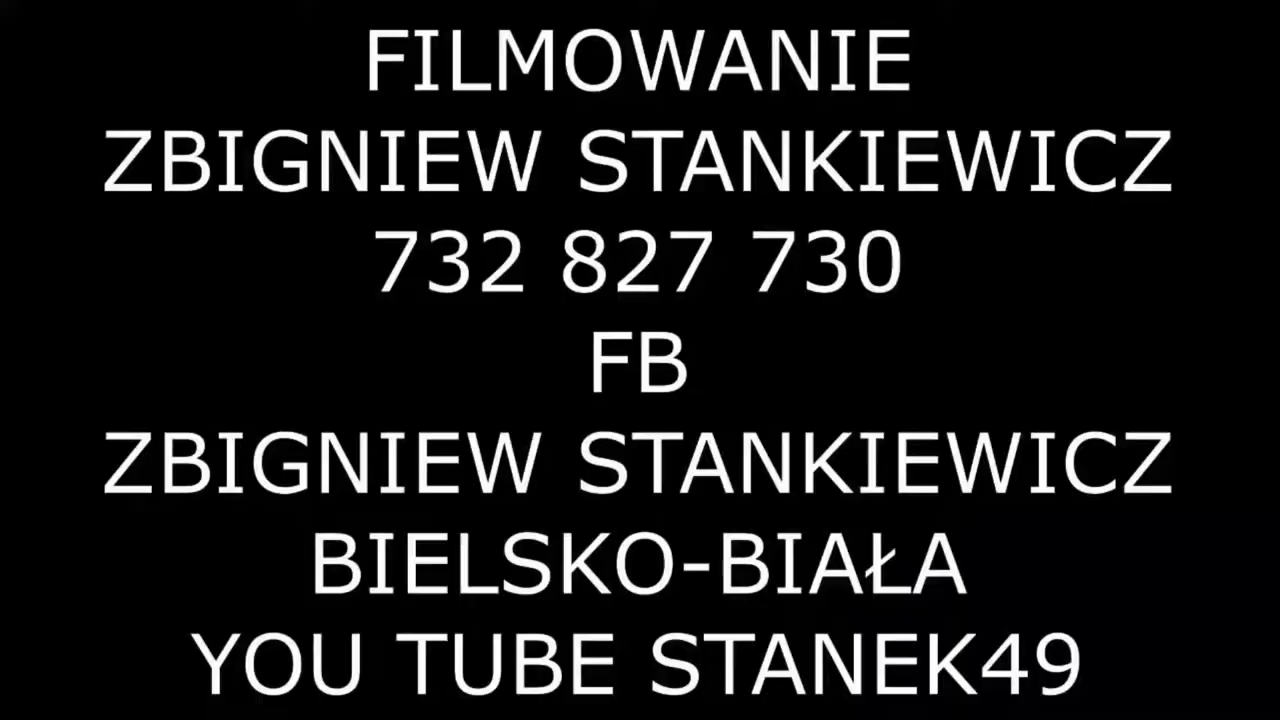 FILMOWANIE
ZBIGNIEW STANKIEWICZ
732 827 730
FB
ZBIGNIEW STANKIEWICZ
BIELSKO-BIAŁA
YOU TUBE STANEK49